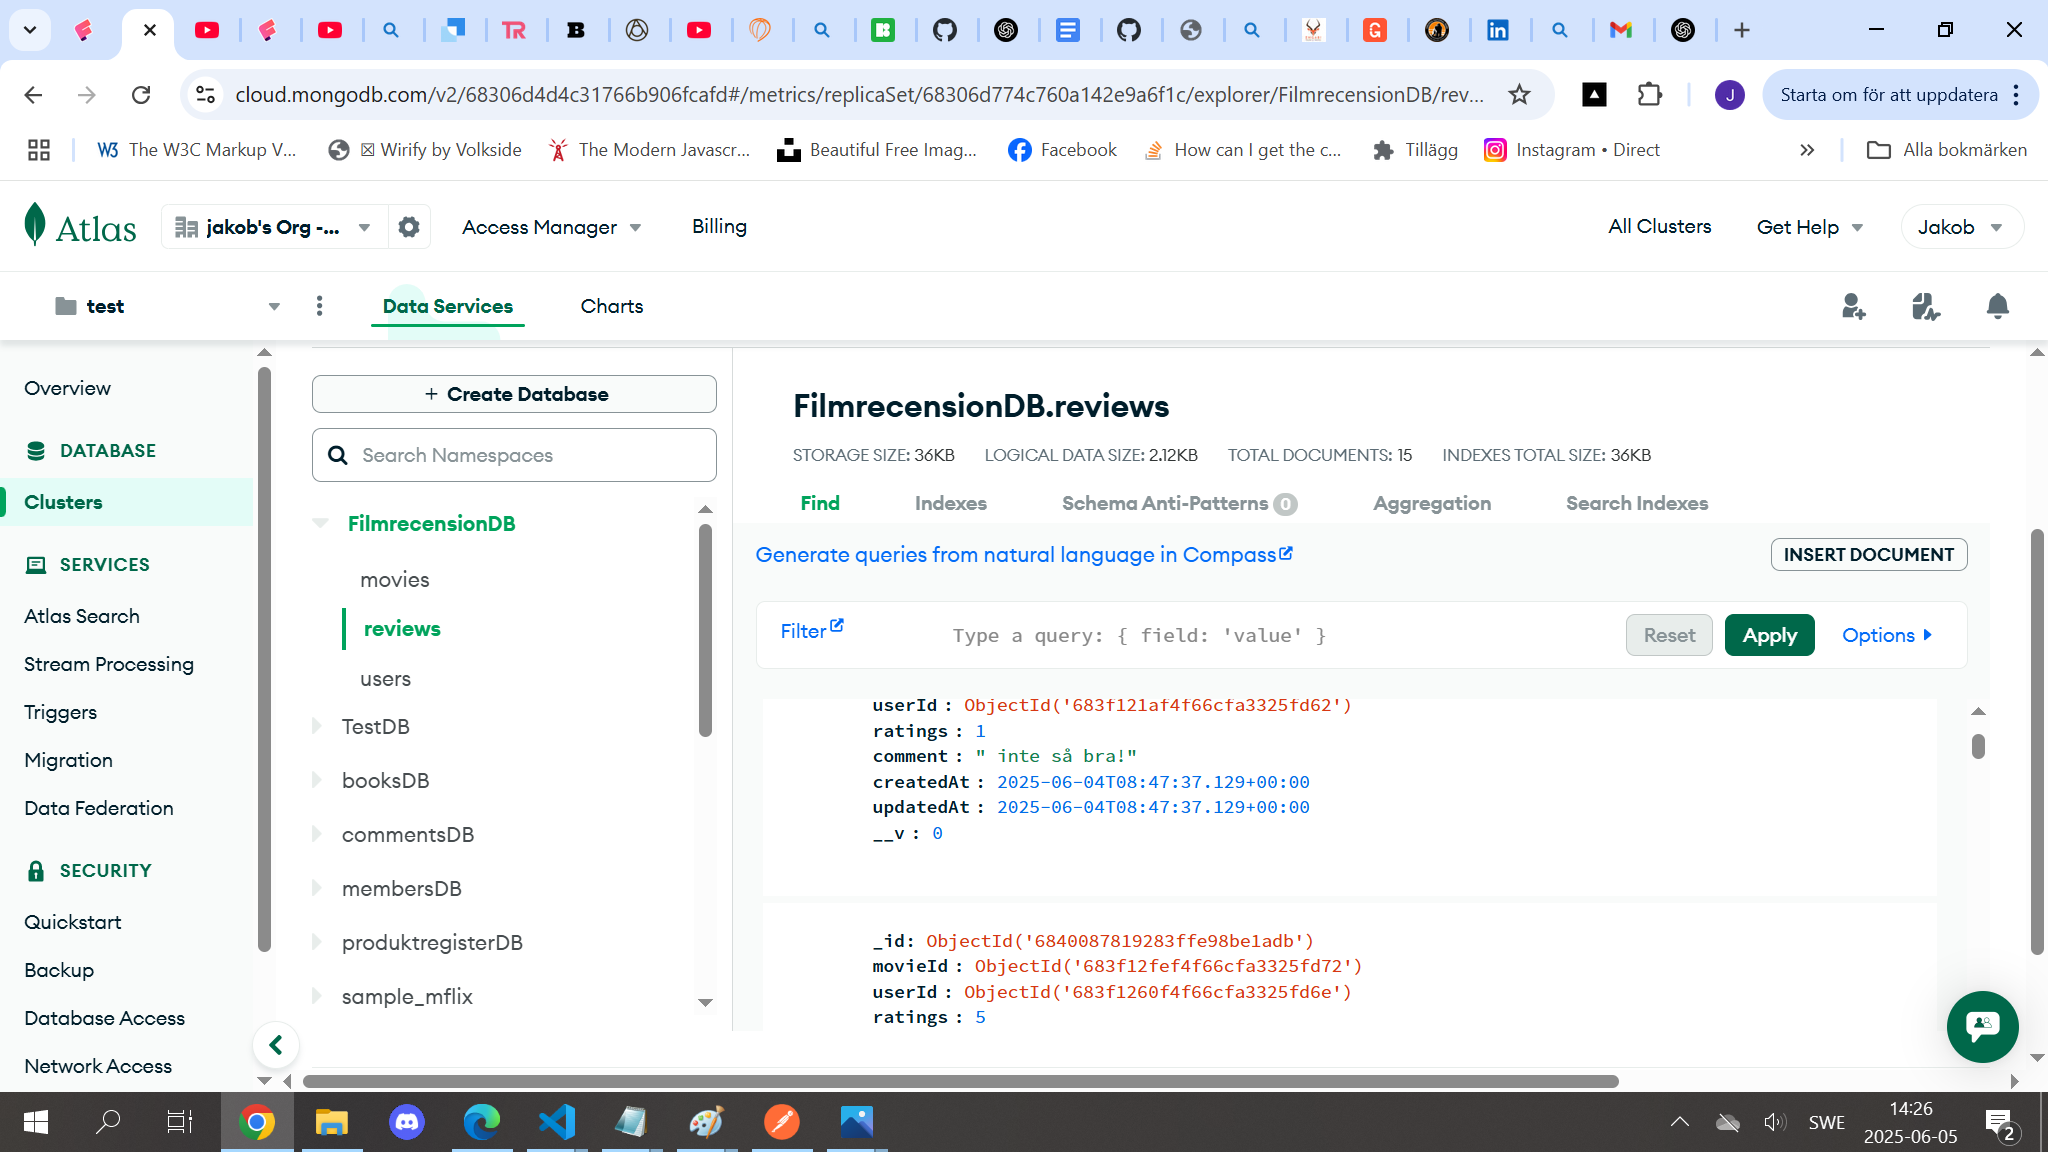 cloud.mongodb.com/v2/68306d4d4c31766b906fcafd#/metrics/replicaSet/68306d774c760a142e9a6f1c/explorer/FilmrecensionDB/rev...
J
Starta om för att uppdatera
The W3C Markup V...
Wirify by Volkside
The Modern Javascr...
Beautiful Free Imag...
Facebook
How can I get the c...
Tillägg
Instagram • Direct
Alla bokmärken
Atlas
jakob's Org -...
Access Manager
Billing
All Clusters
Get Help
Jakob
test
Data Services
Charts
Overview
DATABASE
Clusters
SERVICES
Atlas Search
Stream Processing
Triggers
Migration
Data Federation
SECURITY
Quickstart
Backup
Database Access
Network Access
+ Create Database
Search Namespaces
FilmrecensionDB
movies
reviews
users
TestDB
booksDB
commentsDB
membersDB
produktregisterDB
sample_mflix
FilmrecensionDB.reviews
STORAGE SIZE: 36KB LOGICAL DATA SIZE: 2.12KB TOTAL DOCUMENTS: 15 INDEXES TOTAL SIZE: 36KB
Find Indexes Schema Anti-Patterns 0 Aggregation Search Indexes
Generate queries from natural language in Compass
INSERT DOCUMENT
Filter
Type a query: { field: 'value' }
Reset
Apply
Options
userId : ObjectId('683f121af4f66cfa3325fd62')
ratings : 1
comment : " inte så bra!"
createdAt : 2025-06-04T08:47:37.129+00:00
updatedAt : 2025-06-04T08:47:37.129+00:00
__v : 0
_id: ObjectId('6840087819283ffe98be1adb')
movieId : ObjectId('683f12fef4f66cfa3325fd72')
userId : ObjectId('683f1260f4f66cfa3325fd6e')
ratings : 5
SWE
14:26
2025-06-05
2